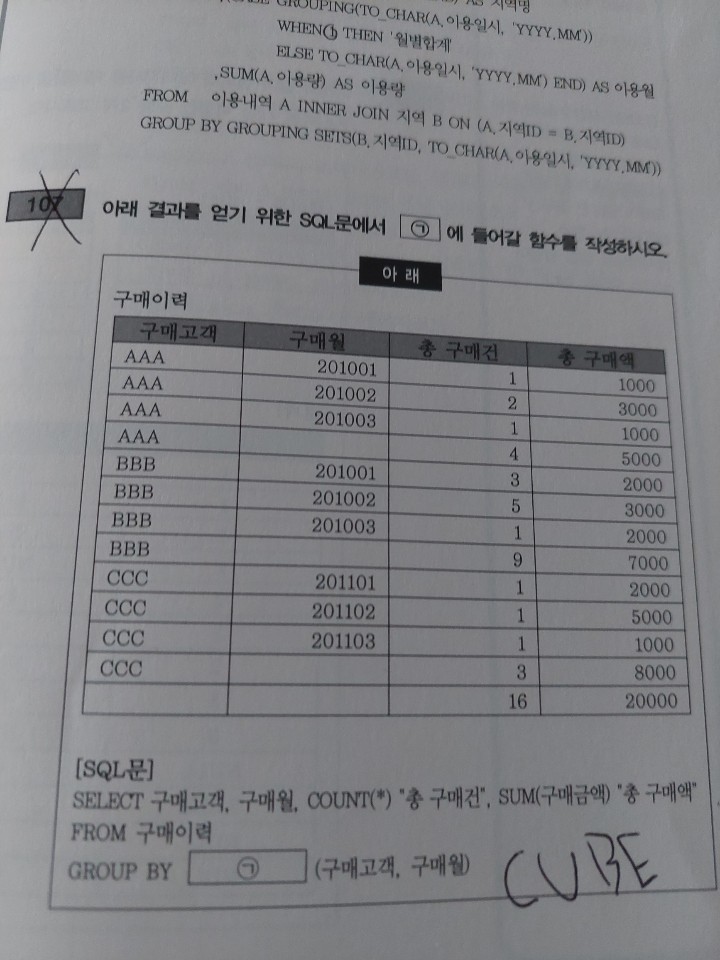 AS 지역명
GROUPING(TO_CHAR(A.이용일시, 'YYYY.MM'))
WHEN 1 THEN '월별합계'
ELSE TO_CHAR(A.이용일시, 'YYYY.MM') END) AS 이용월
,SUM(A.이용량) AS 이용량
FROM 이용내역 A INNER JOIN 지역 B ON (A.지역ID = B.지역ID)
GROUP BY GROUPING SETS(B.지역ID, TO_CHAR(A.이용일시, 'YYYY.MM'))
107 아래 결과를 얻기 위한 SQL문에서 ㉠ 에 들어갈 함수를 작성하시오.
아 래
구매이력
구매고객 구매월 총 구매건 총 구매액
AAA 201001 1 1000
AAA 201002 2 3000
AAA 201003 1 1000
AAA 4 5000
BBB 201001 3 2000
BBB 201002 5 3000
BBB 201003 1 2000
BBB 9 7000
CCC 201101 1 2000
CCC 201102 1 5000
CCC 201103 1 1000
CCC 3 8000
16 20000
[SQL문]
SELECT 구매고객, 구매월, COUNT(*) "총 구매건", SUM(구매금액) "총 구매액"
FROM 구매이력
GROUP BY ㉠ (구매고객, 구매월) CUBE